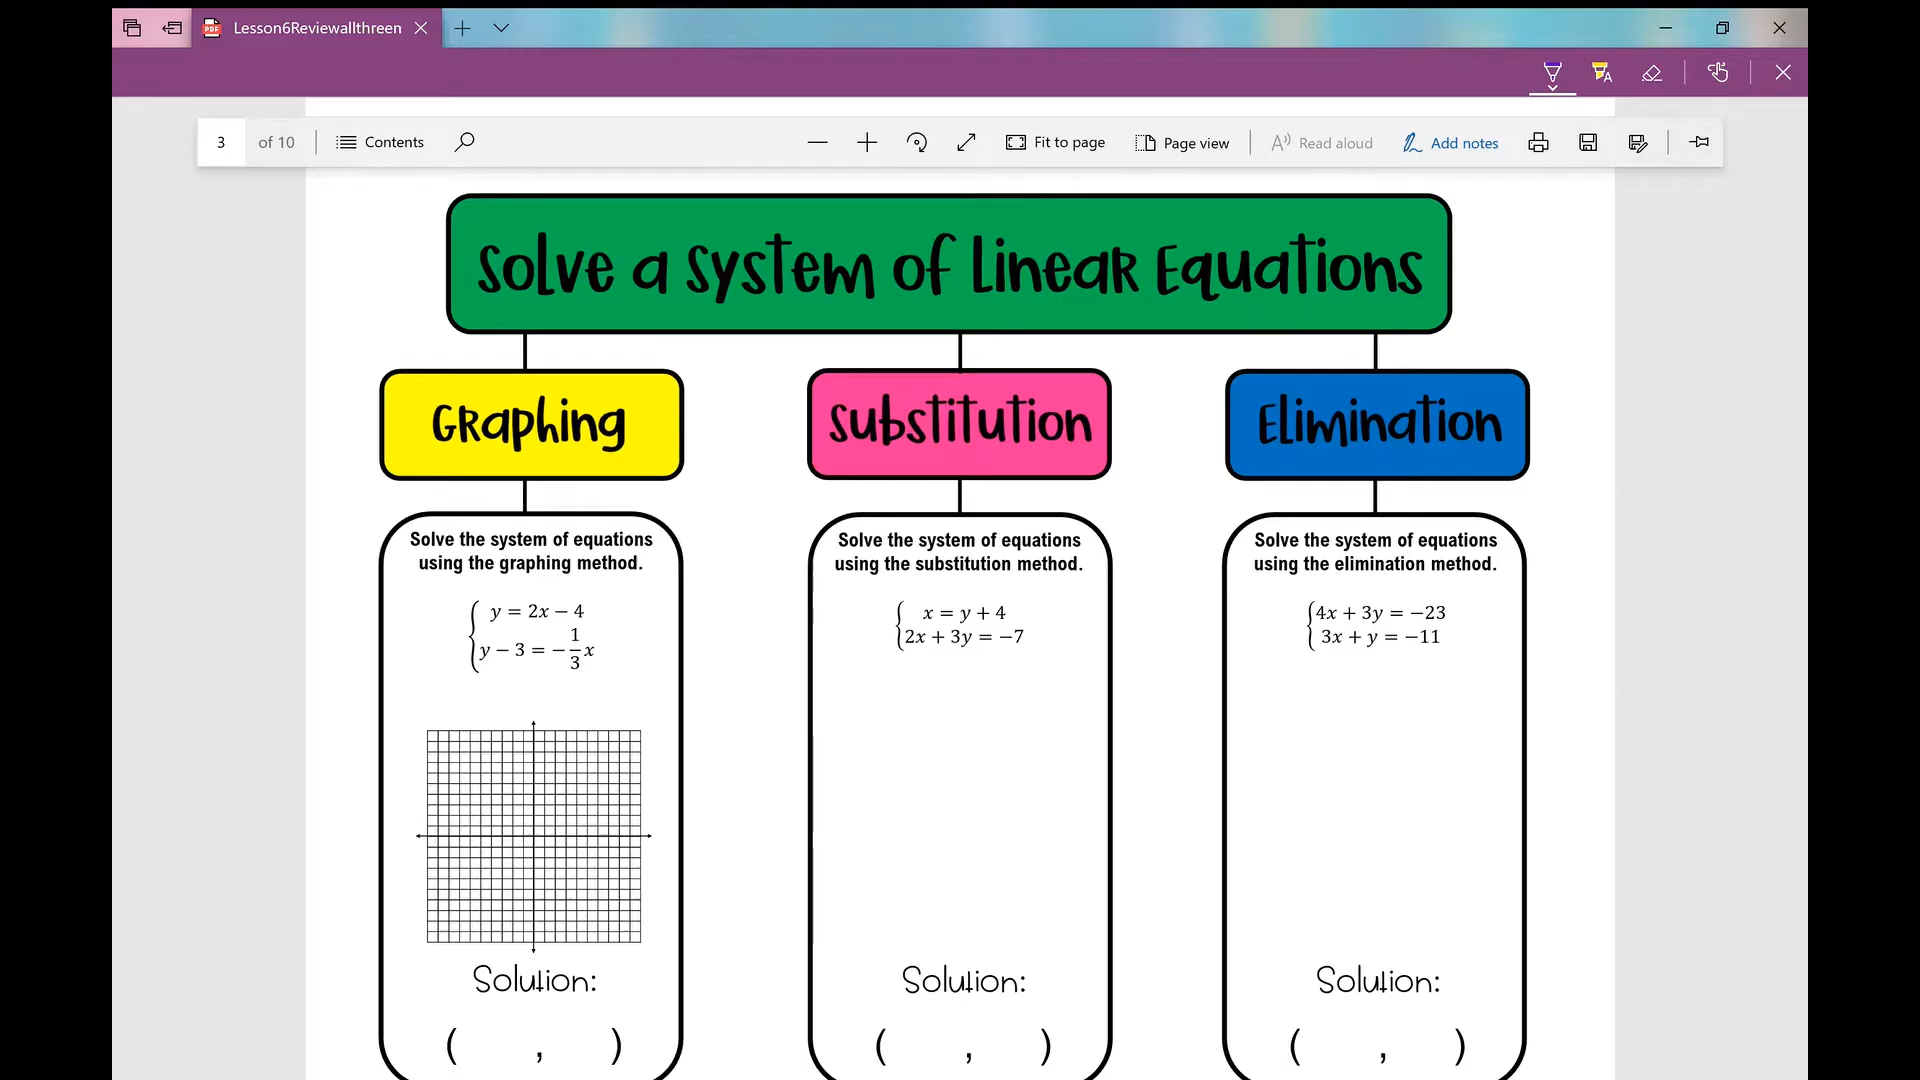 Lesson6Reviewallthreen
3 of 10 Contents Fit to page Page view Read aloud Add notes
Solve a System of Linear Equations
Graphing
Substitution
Elimination
Solve the system of equations
using the graphing method.
y = 2x − 4
y − 3 = −1/3x
Solution:
( , )
Solve the system of equations
using the substitution method.
x = y + 4
2x + 3y = −7
Solution:
( , )
Solve the system of equations
using the elimination method.
4x + 3y = −23
3x + y = −11
Solution:
( , )